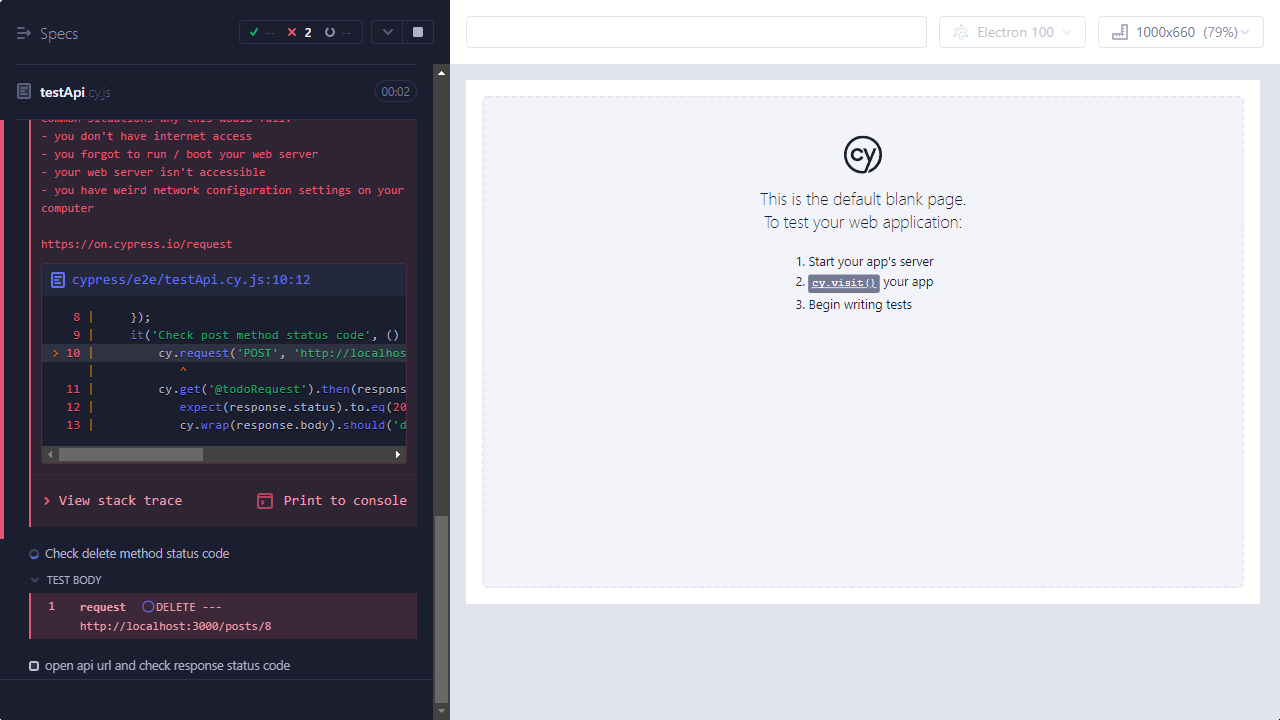 Specs
-- 2 --
Electron 100
1000x660 (79%)
testApi.cy.js
00:02
common situations why this would fail:
- you don't have internet access
- you forgot to run / boot your web server
- your web server isn't accessible
- you have weird network configuration settings on your
computer
https://on.cypress.io/request
cypress/e2e/testApi.cy.js:10:12
8 | });
9 | it('Check post method status code', ()
> 10 | cy.request('POST', 'http://localhos
| ^
11 | cy.get('@todoRequest').then(respons
12 | expect(response.status).to.eq(20
13 | cy.wrap(response.body).should('d
View stack trace
Print to console
Check delete method status code
TEST BODY
1 request DELETE ---
http://localhost:3000/posts/8
open api url and check response status code
cy
This is the default blank page.
To test your web application:
1. Start your app's server
2. cy.visit() your app
3. Begin writing tests